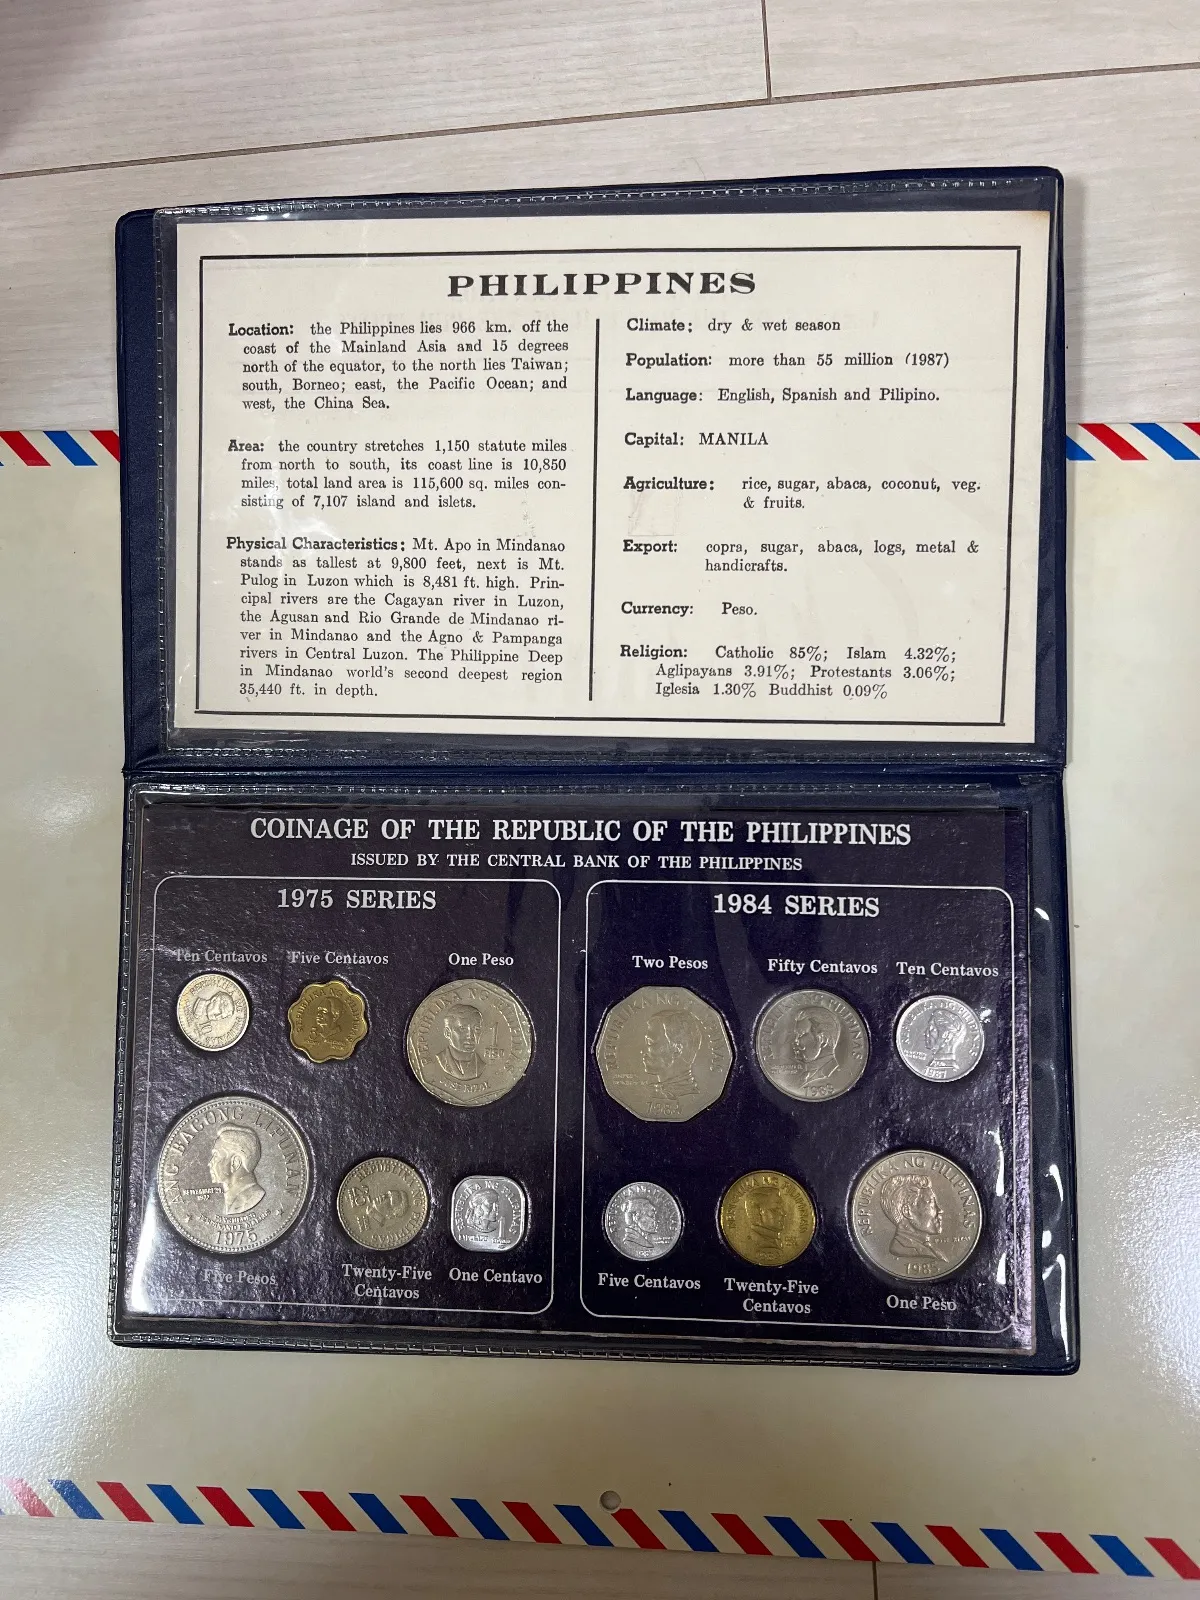 PHILIPPINES
Location: the Philippines lies 966 km. off the
coast of the Mainland Asia and 15 degrees
north of the equator, to the north lies Taiwan;
south, Borneo; east, the Pacific Ocean; and
west, the China Sea.
Area: the country stretches 1,150 statute miles
from north to south, its coast line is 10,850
miles, total land area is 115,600 sq. miles con-
sisting of 7,107 island and islets.
Physical Characteristics: Mt. Apo in Mindanao
stands as tallest at 9,800 feet, next is Mt.
Pulog in Luzon which is 8,481 ft. high. Prin-
cipal rivers are the Cagayan river in Luzon,
the Agusan and Rio Grande de Mindanao ri-
ver in Mindanao and the Agno & Pampanga
rivers in Central Luzon. The Philippine Deep
in Mindanao world's second deepest region
35,440 ft. in depth.
Climate: dry & wet season
Population: more than 55 million (1987)
Language: English, Spanish and Pilipino.
Capital: MANILA
Agriculture: rice, sugar, abaca, coconut, veg.
& fruits.
Export: copra, sugar, abaca, logs, metal &
handicrafts.
Currency: Peso.
Religion: Catholic 85%; Islam 4.32%;
Aglipayans 3.91%; Protestants 3.06%;
Iglesia 1.30% Buddhist 0.09%
COINAGE OF THE REPUBLIC OF THE PHILIPPINES
ISSUED BY THE CENTRAL BANK OF THE PHILIPPINES
1975 SERIES
Ten Centavos
Five Centavos
One Peso
ANG BAGONG LIPUNAN
1975
Five Pesos
Twenty-Five
Centavos
One Centavo
1984 SERIES
Two Pesos
Fifty Centavos
Ten Centavos
1987
Five Centavos
Twenty-Five
Centavos
REPUBLIKA NG PILIPINAS
One Peso